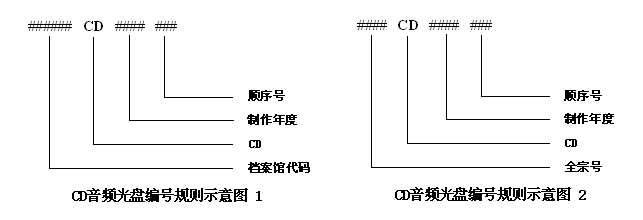 ###### CD #### ###
顺序号
制作年度
CD
档案馆代码
CD音频光盘编号规则示意图 1
#### CD #### ###
顺序号
制作年度
CD
全宗号
CD音频光盘编号规则示意图 2